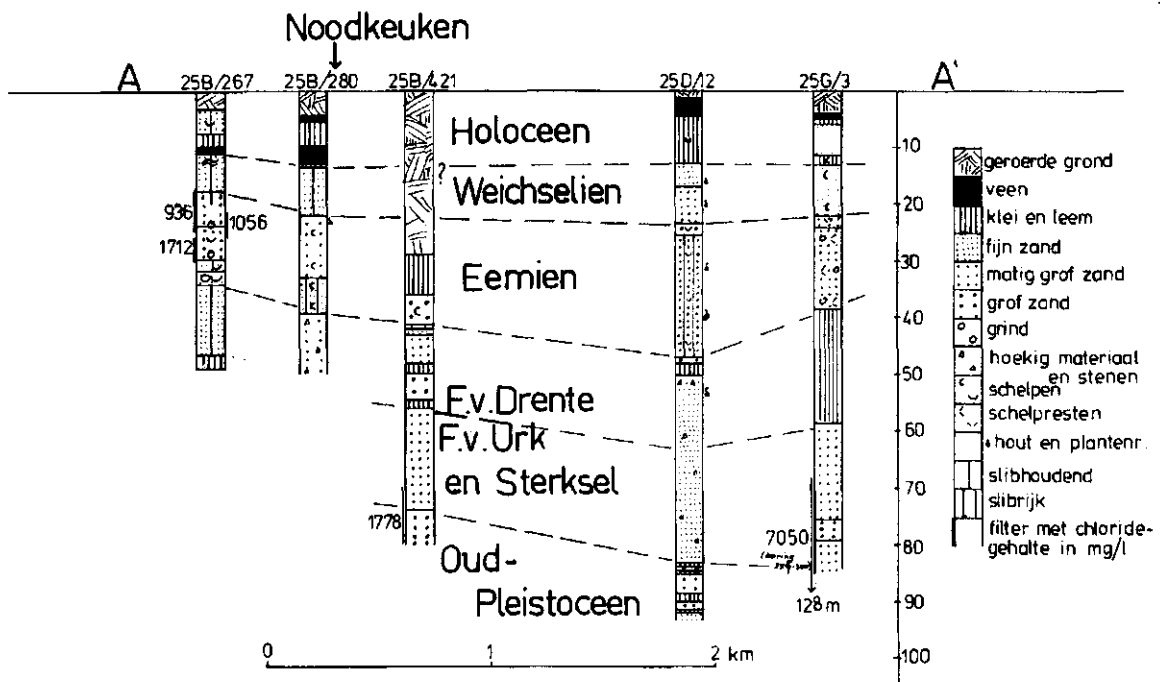 Noodkeuken
A
A'
25B/267
25B/280
25B/421
25D/12
25G/3
Holoceen
?
Weichselien
Eemien
F.v.Drente
F.v.Urk
en Sterksel
Oud-
Pleistoceen
936
1056
1712
1778
7050
128 m
10
20
30
40
50
60
70
80
90
100
geroerde grond
veen
klei en leem
fijn zand
matig grof zand
grof zand
grind
hoekig materiaal
en stenen
schelpen
schelpresten
hout en plantenr.
slibhoudend
slibrijk
filter met chloride-
gehalte in mg/l
0
1
2 km